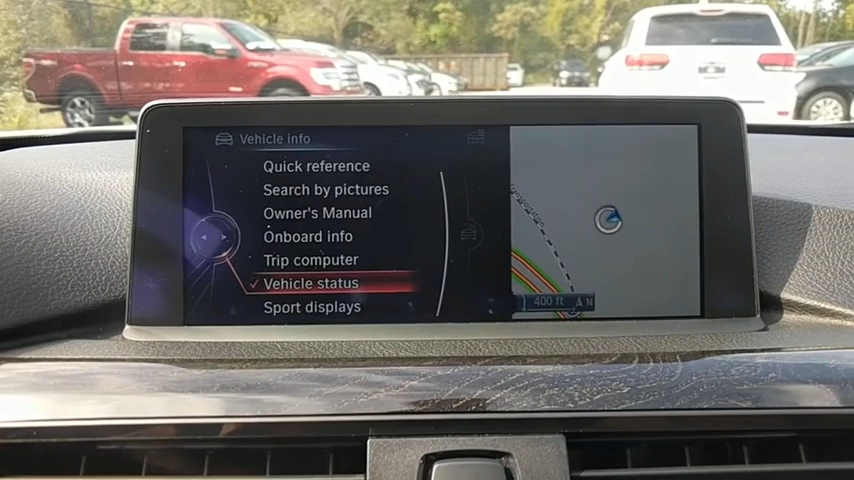 Vehicle info
Quick reference
Search by pictures
Owner's Manual
Onboard info
Trip computer
Vehicle status
Sport displays
400 ft
N